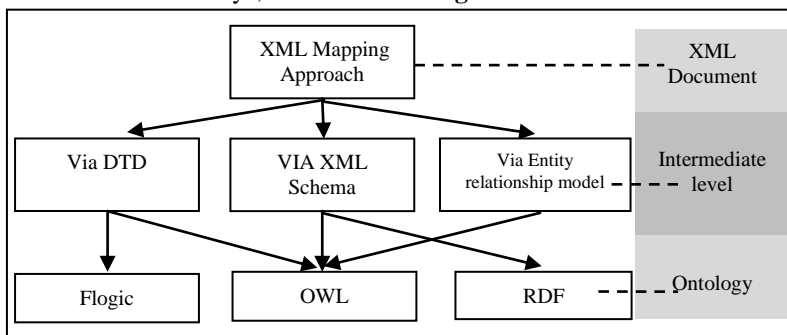 XML Mapping
Approach
XML
Document
Via DTD
VIA XML
Schema
Via Entity
relationship model
Intermediate
level
Flogic
OWL
RDF
Ontology